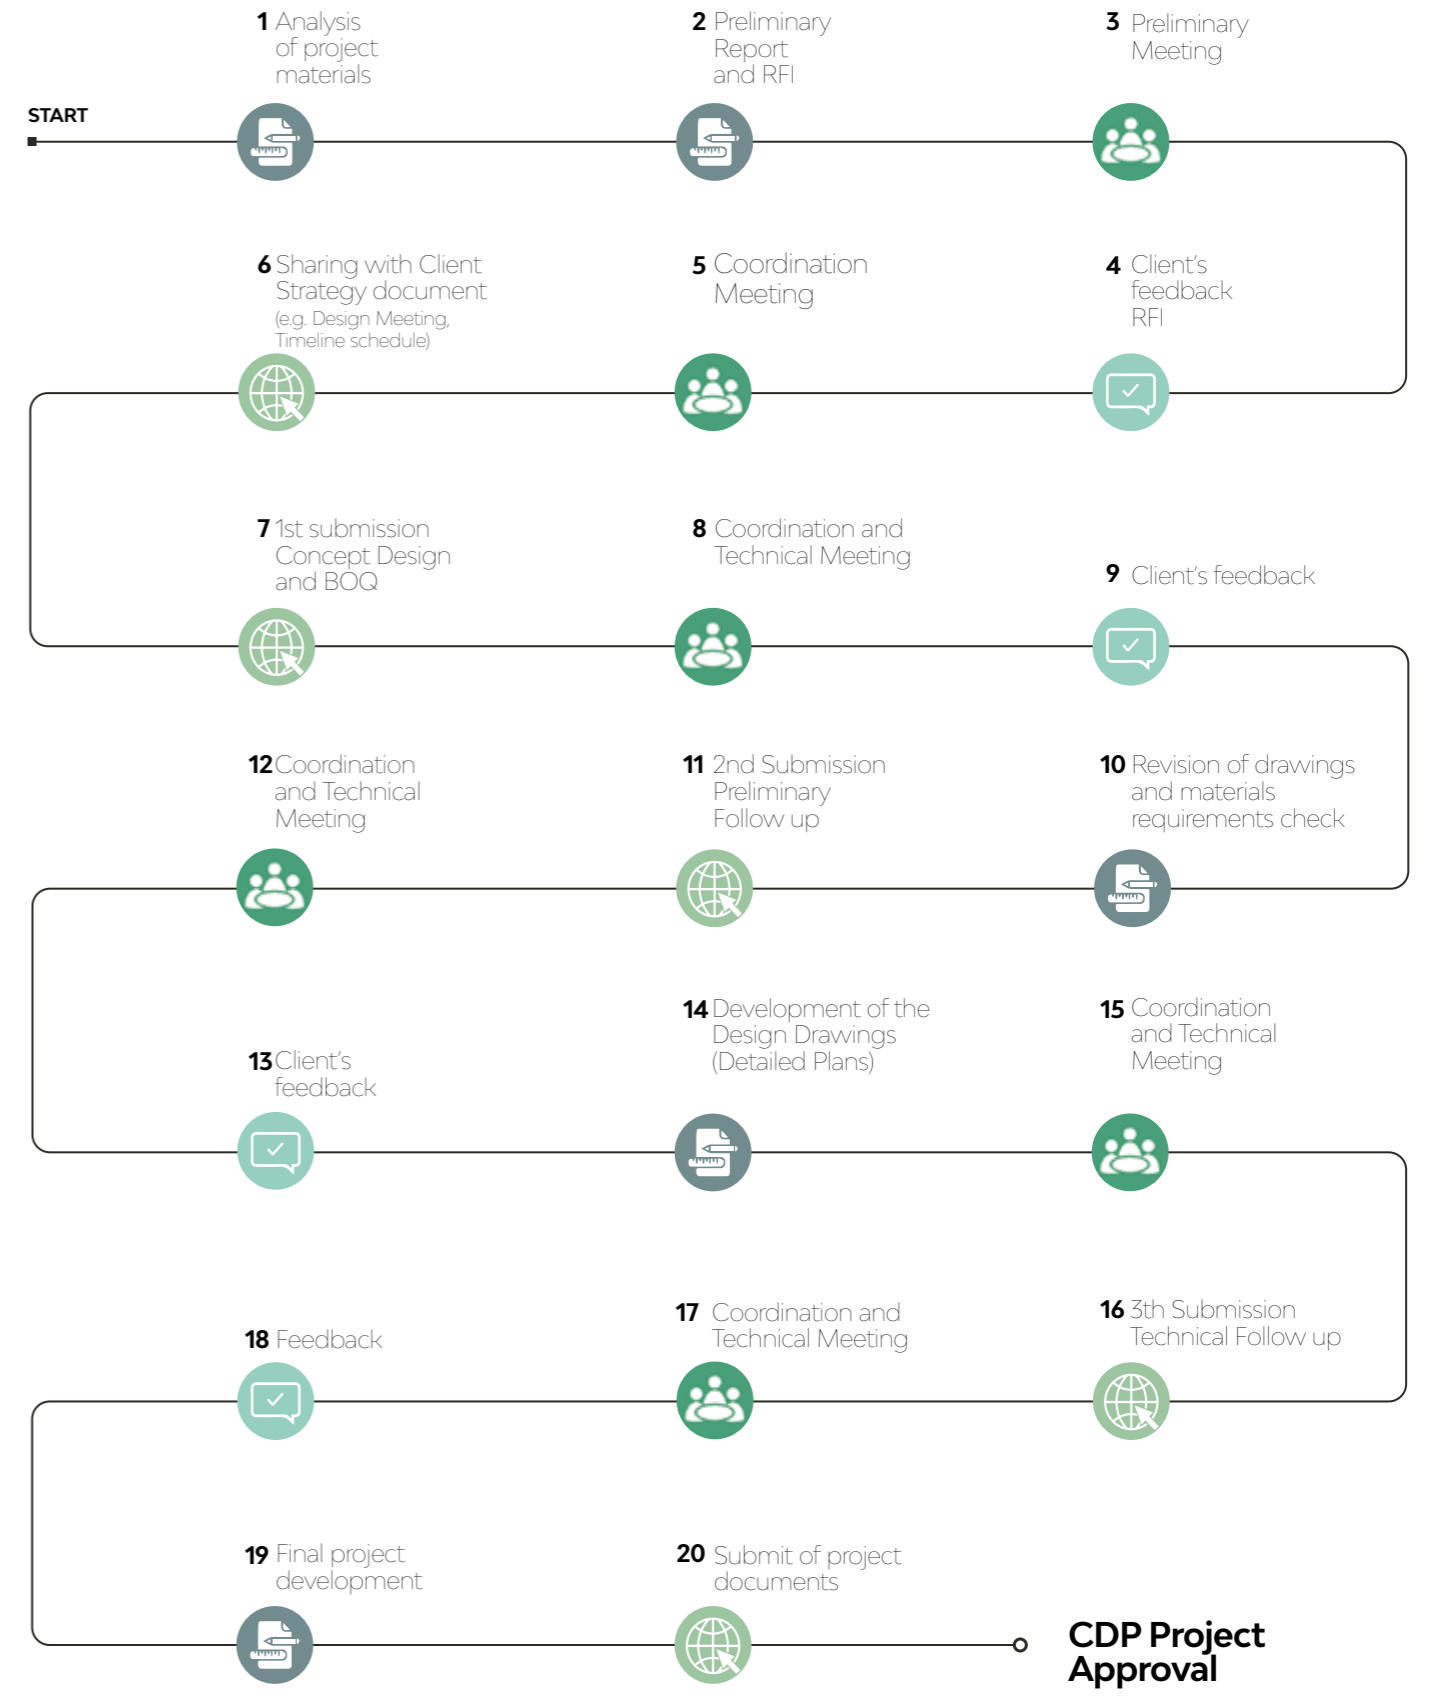 START
1 Analysis
of project
materials
2 Preliminary
Report
and RFI
3 Preliminary
Meeting
4 Client's
feedback
RFI
5 Coordination
Meeting
6 Sharing with Client
Strategy document
(e.g. Design Meeting,
Timeline schedule)
7 1st submission
Concept Design
and BOQ
8 Coordination and
Technical Meeting
9 Client's feedback
10 Revision of drawings
and materials
requirements check
11 2nd Submission
Preliminary
Follow up
12 Coordination
and Technical
Meeting
13 Client's
feedback
14 Development of the
Design Drawings
(Detailed Plans)
15 Coordination
and Technical
Meeting
16 3th Submission
Technical Follow up
17 Coordination and
Technical Meeting
18 Feedback
19 Final project
development
20 Submit of project
documents
CDP Project
Approval